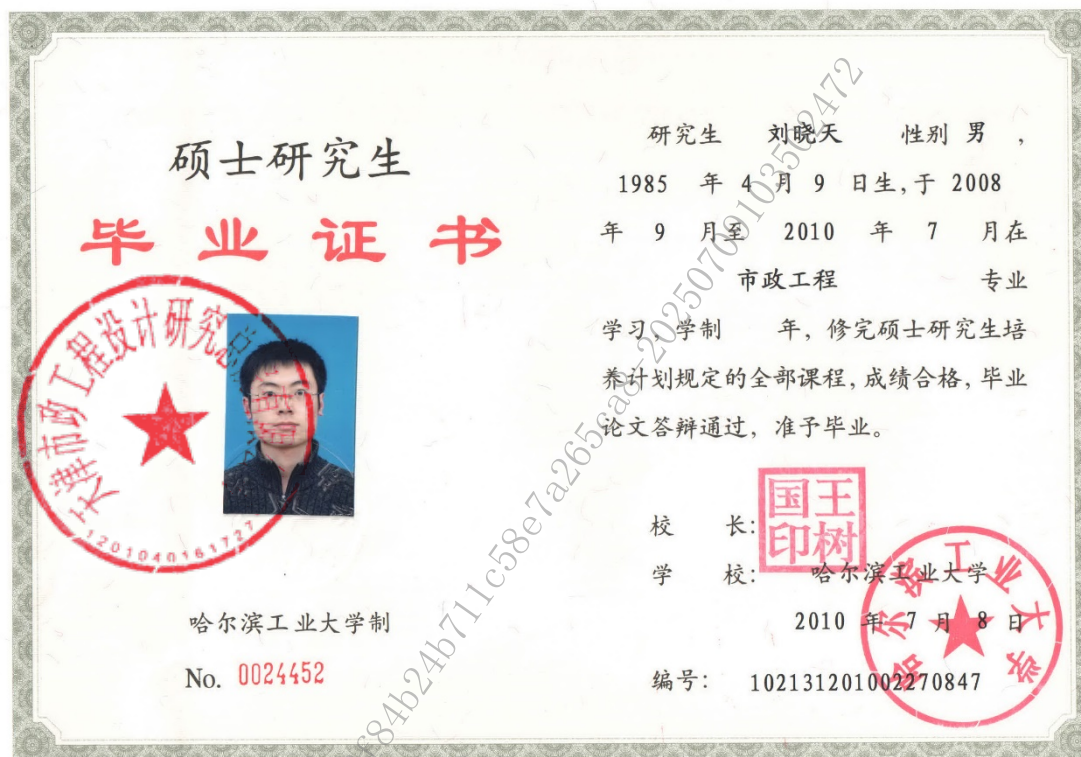 硕士研究生
毕业证书
天津市政工程设计研究总
1201040161727
哈尔滨工业大学制
No. 0024452
研究生 刘晓天 性别 男 ,
1985 年 4 月 9 日生,于 2008
年 9 月至 2010 年 7 月在
市政工程 专业
学习,学制 年,修完硕士研究生培
养计划规定的全部课程,成绩合格,毕业
论文答辩通过,准予毕业。
校 长:
王树国印
学 校: 哈尔滨工业大学
2010 年 7 月 8 日
哈尔滨工业大学
编号: 102131201002270847